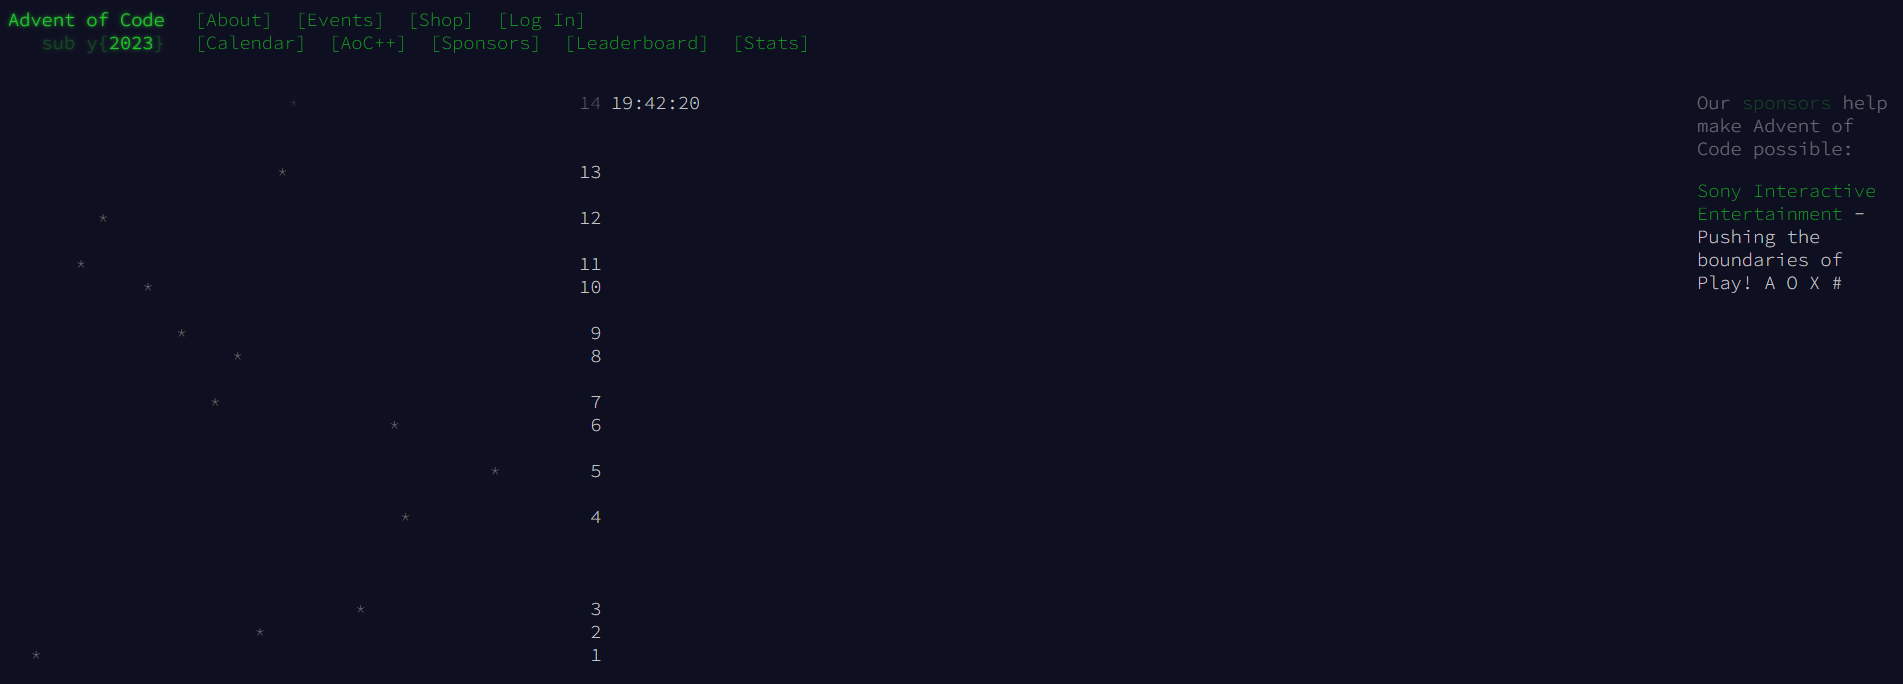 Advent of Code [About] [Events] [Shop] [Log In]
sub y{2023} [Calendar] [AoC++] [Sponsors] [Leaderboard] [Stats]
* 14 19:42:20
* 13
* 12
* 11
* 10
* 9
* 8
* 7
* 6
* 5
* 4
* 3
* 2
* 1
Our sponsors help
make Advent of
Code possible:
Sony Interactive
Entertainment -
Pushing the
boundaries of
Play! A O X #